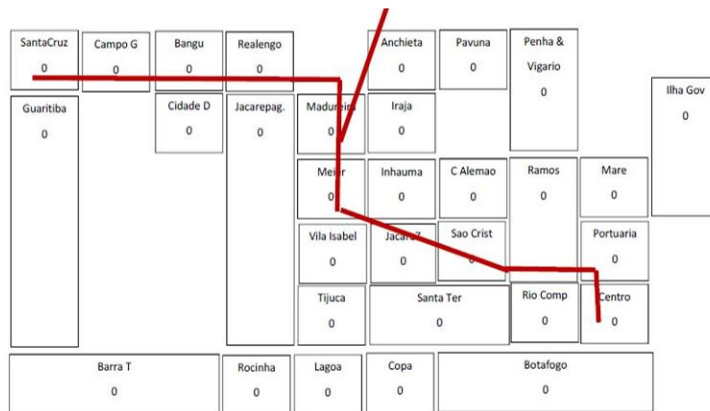 SantaCruz
0
Campo G
0
Bangu
0
Realengo
0
Anchieta
0
Pavuna
0
Penha &
Vigario
0
Ilha Gov
0
Guaritiba
0
Cidade D
0
Jacarepag.
0
Madureira
0
Iraja
0
Meier
0
Inhauma
0
C Alemao
0
Ramos
0
Mare
0
Vila Isabel
0
JacareZ
0
Sao Crist
0
Portuaria
0
Tijuca
0
Santa Ter
0
Rio Comp
0
Centro
0
Barra T
0
Rocinha
0
Lagoa
0
Copa
0
Botafogo
0